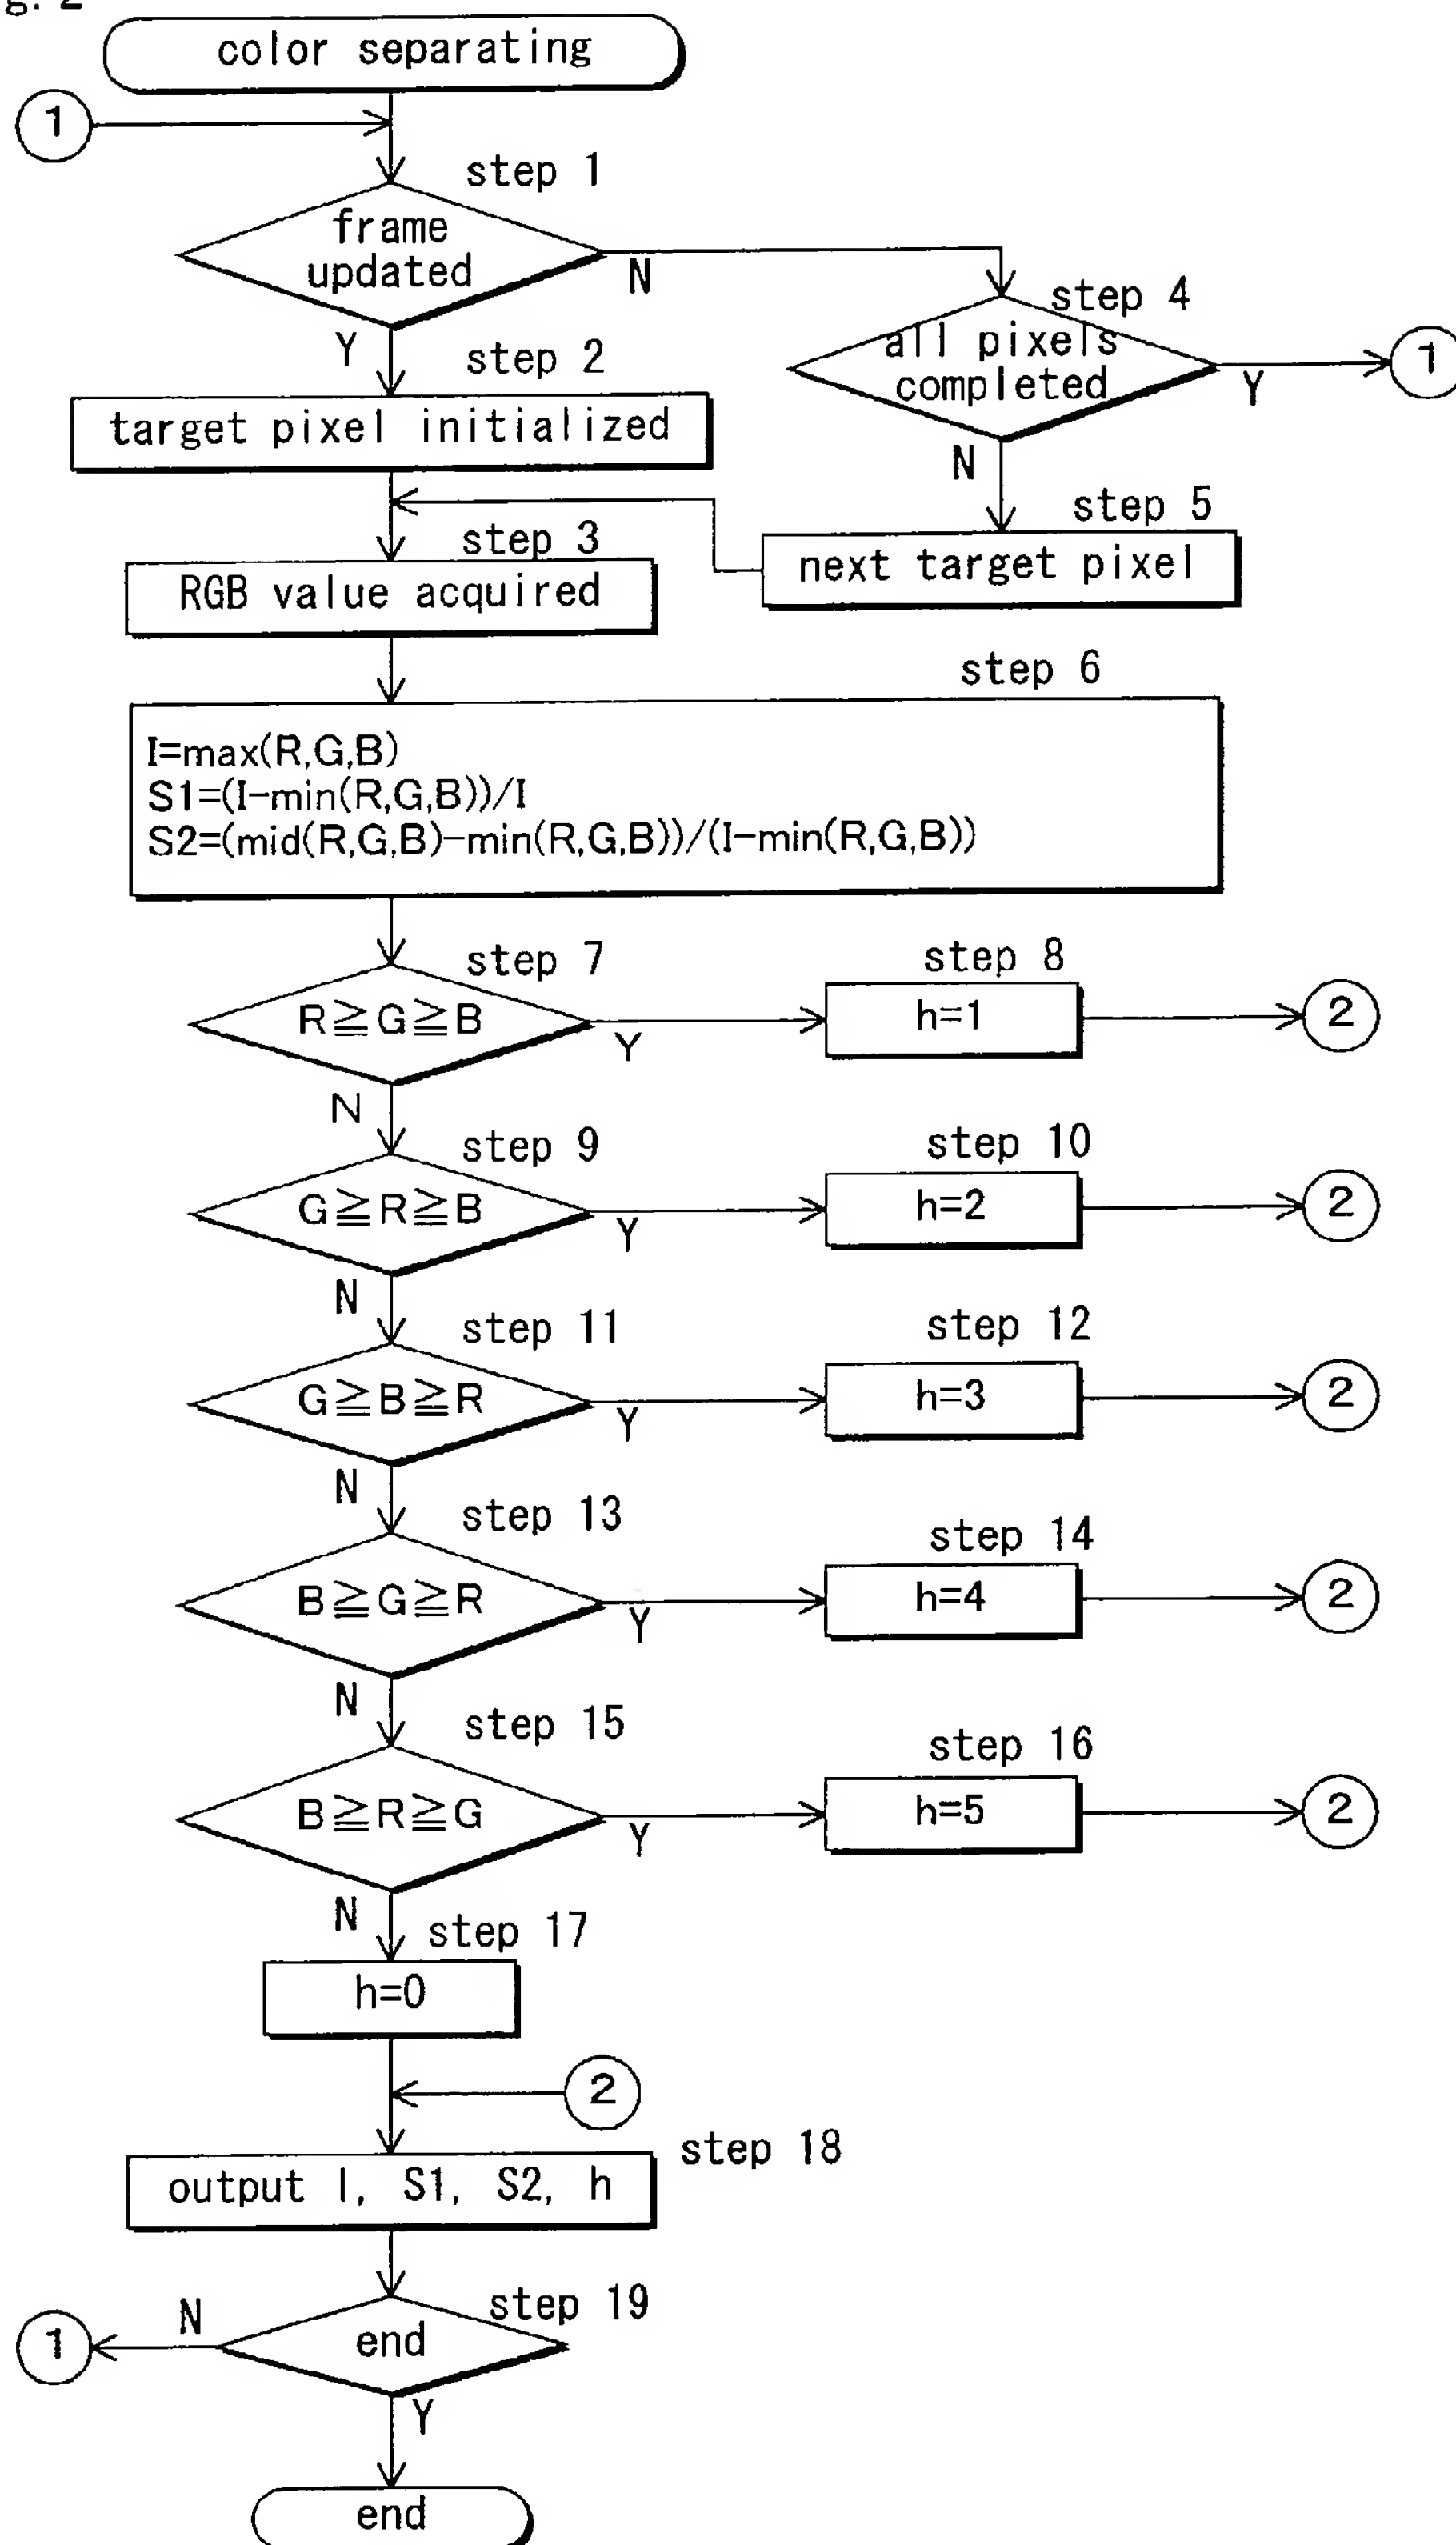 g. 2
color separating
1
step 1
frame
updated
N
step 4
Y
all pixels
completed
1
Y
step 2
target pixel initialized
N
step 5
step 3
next target pixel
RGB value acquired
step 6
I=max(R,G,B)
S1=(I-min(R,G,B))/I
S2=(mid(R,G,B)-min(R,G,B))/(I-min(R,G,B))
step 7
step 8
R≧G≧B
h=1
2
Y
N
step 9
step 10
G≧R≧B
h=2
2
Y
N
step 11
step 12
G≧B≧R
h=3
2
Y
N
step 13
step 14
B≧G≧R
h=4
2
Y
N
step 15
step 16
B≧R≧G
h=5
2
Y
N
step 17
h=0
2
step 18
output I, S1, S2, h
step 19
N
1
end
Y
end